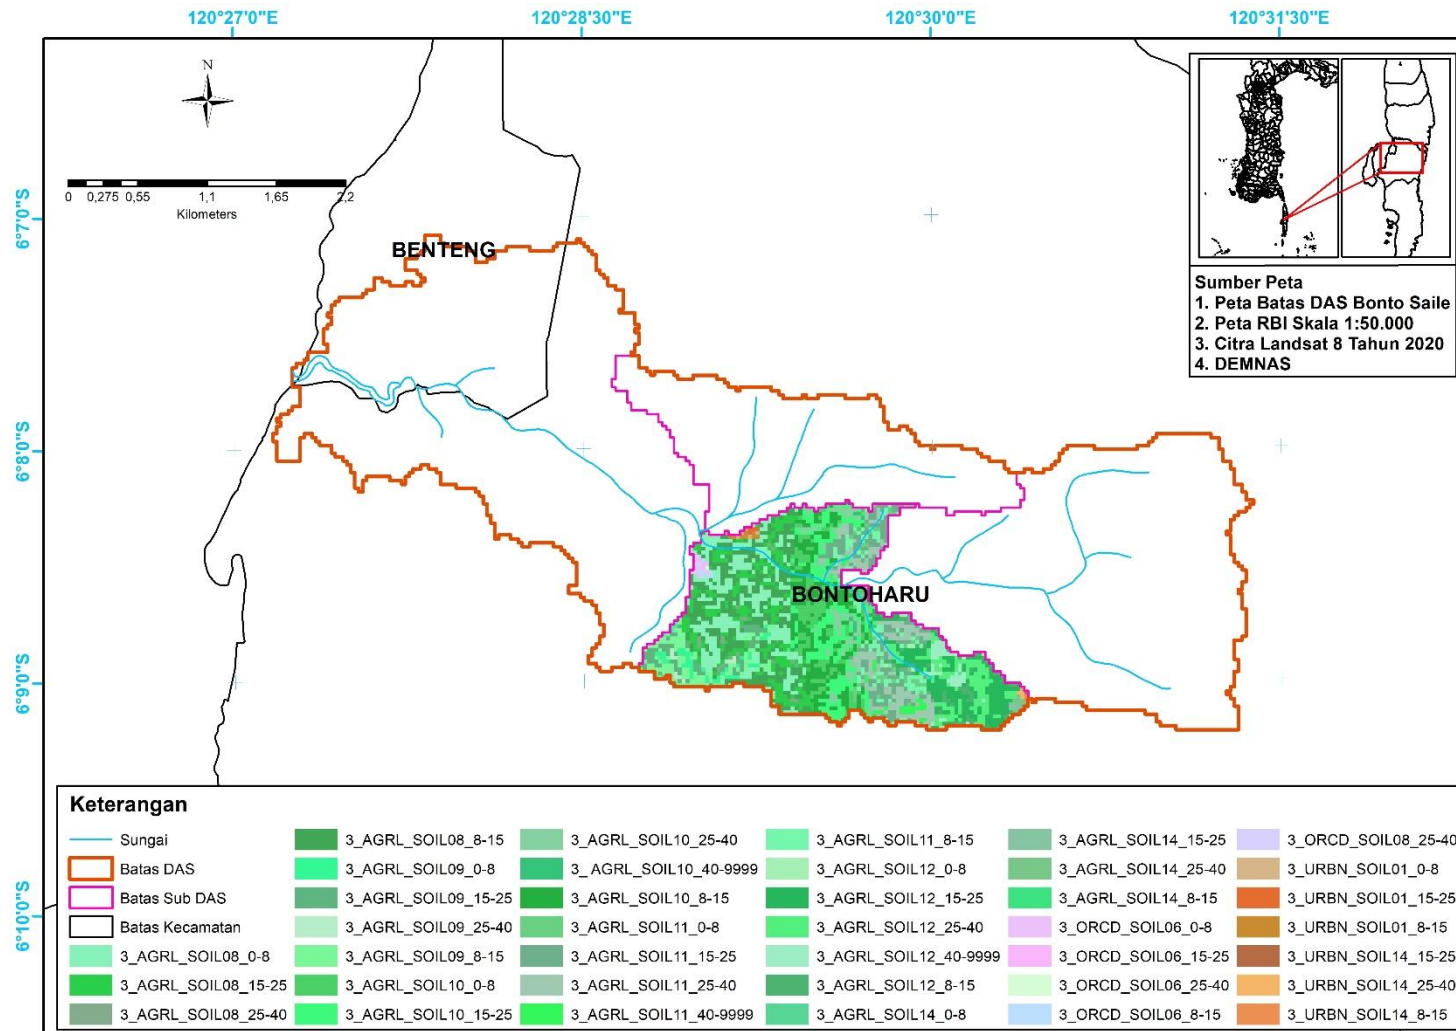 120°27'0"E
120°28'30"E
120°30'0"E
120°31'30"E
N
0 0,275 0,55 1,1 1,65 2,2
Kilometers
6°7'0"S
6°8'0"S
6°9'0"S
6°10'0"S
BENTENG
BONTOHARU
Sumber Peta
1. Peta Batas DAS Bonto Saile
2. Peta RBI Skala 1:50.000
3. Citra Landsat 8 Tahun 2020
4. DEMNAS
Keterangan
Sungai
Batas DAS
Batas Sub DAS
Batas Kecamatan
3_AGRL_SOIL08_0-8
3_AGRL_SOIL08_15-25
3_AGRL_SOIL08_25-40
3_AGRL_SOIL08_8-15
3_AGRL_SOIL09_0-8
3_AGRL_SOIL09_15-25
3_AGRL_SOIL09_25-40
3_AGRL_SOIL09_8-15
3_AGRL_SOIL10_0-8
3_AGRL_SOIL10_15-25
3_AGRL_SOIL10_25-40
3_AGRL_SOIL10_40-9999
3_AGRL_SOIL10_8-15
3_AGRL_SOIL11_0-8
3_AGRL_SOIL11_15-25
3_AGRL_SOIL11_25-40
3_AGRL_SOIL11_40-9999
3_AGRL_SOIL11_8-15
3_AGRL_SOIL12_0-8
3_AGRL_SOIL12_15-25
3_AGRL_SOIL12_25-40
3_AGRL_SOIL12_40-9999
3_AGRL_SOIL12_8-15
3_AGRL_SOIL14_0-8
3_AGRL_SOIL14_15-25
3_AGRL_SOIL14_25-40
3_AGRL_SOIL14_8-15
3_ORCD_SOIL06_0-8
3_ORCD_SOIL06_15-25
3_ORCD_SOIL06_25-40
3_ORCD_SOIL06_8-15
3_ORCD_SOIL08_25-40
3_URBN_SOIL01_0-8
3_URBN_SOIL01_15-25
3_URBN_SOIL01_8-15
3_URBN_SOIL14_15-25
3_URBN_SOIL14_25-40
3_URBN_SOIL14_8-15